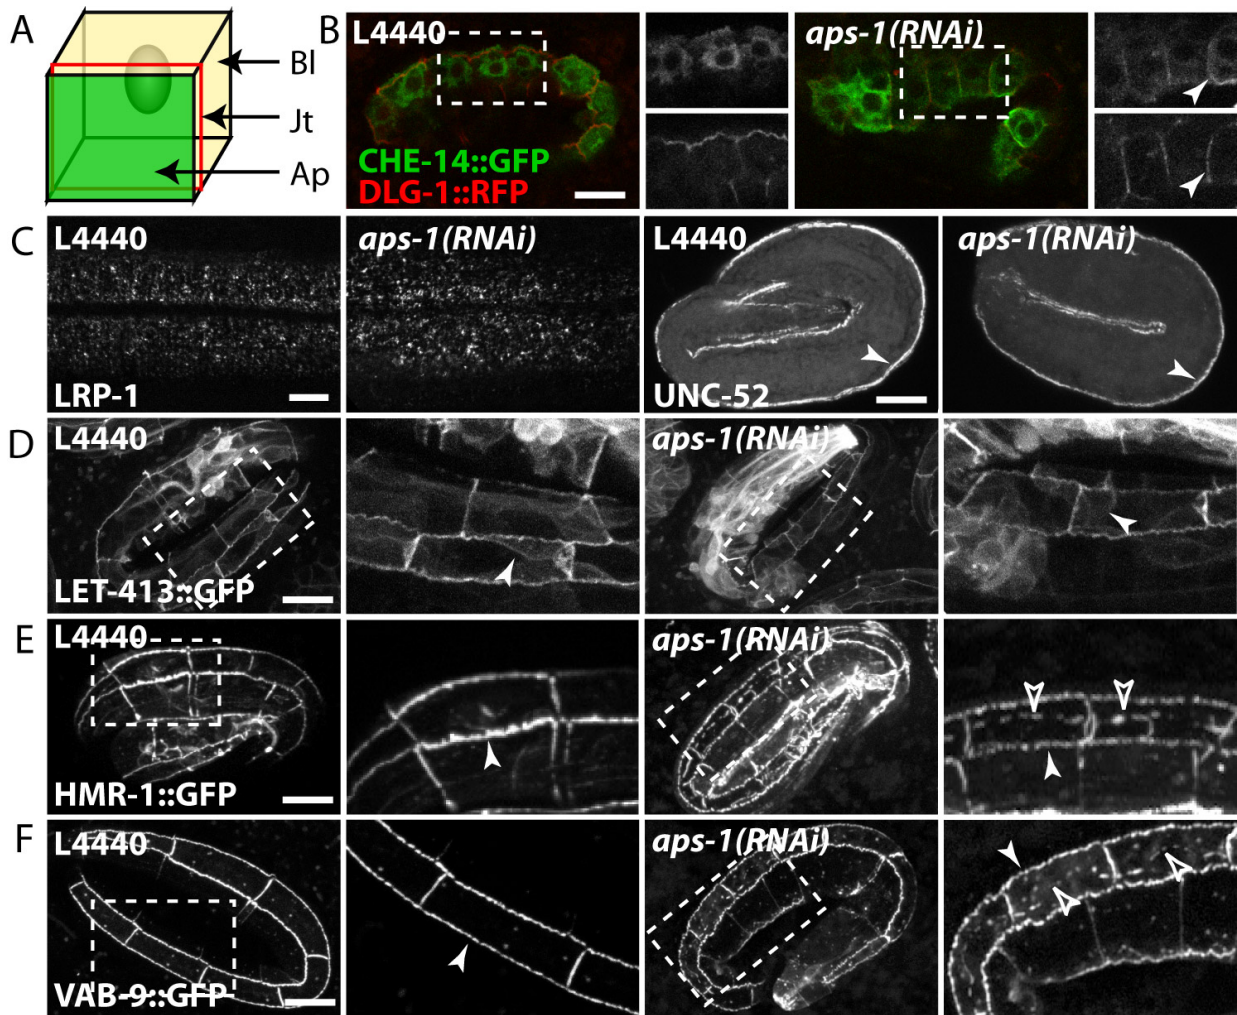 A
Bl
Jt
Ap
B
L4440
CHE-14::GFP
DLG-1::RFP
aps-1(RNAi)
C
L4440
LRP-1
aps-1(RNAi)
L4440
UNC-52
aps-1(RNAi)
D
L4440
LET-413::GFP
aps-1(RNAi)
E
L4440
HMR-1::GFP
aps-1(RNAi)
F
L4440
VAB-9::GFP
aps-1(RNAi)